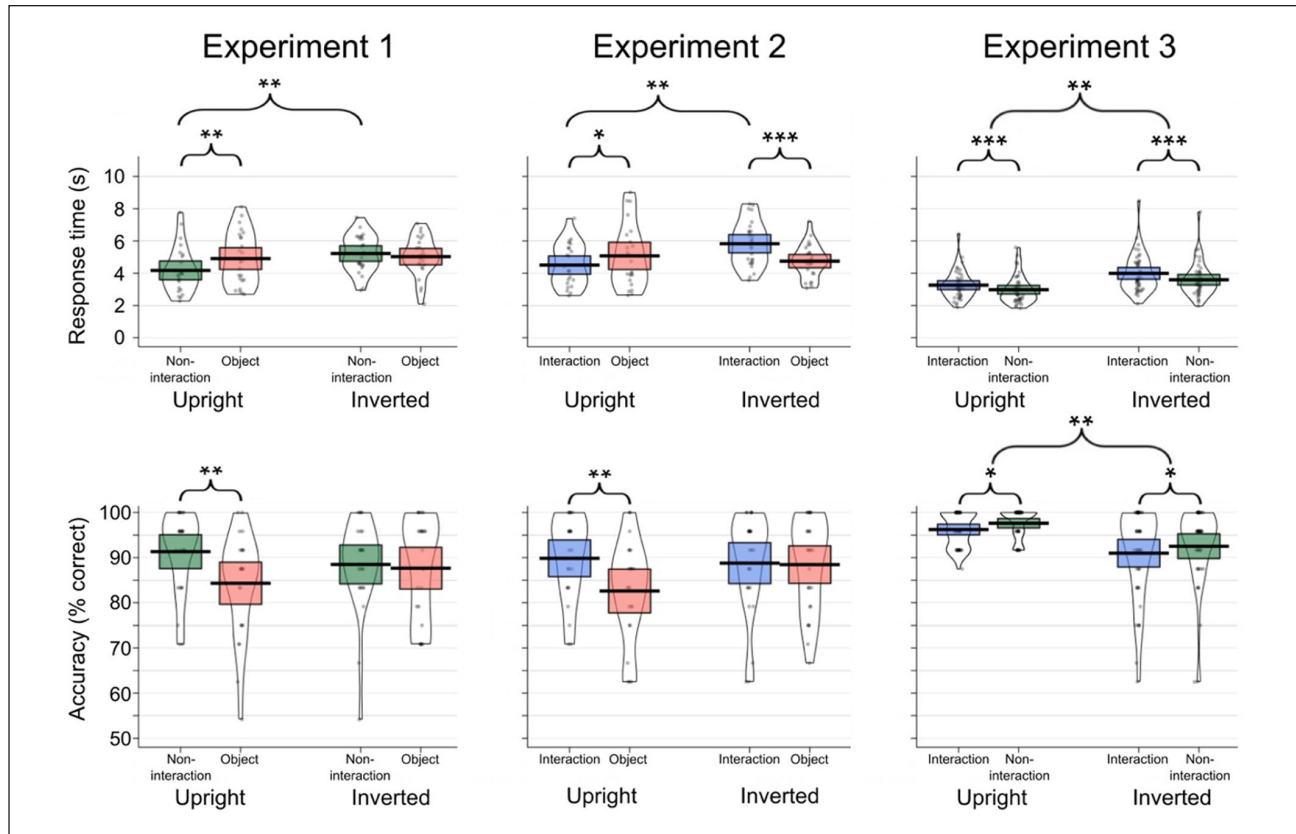 Experiment 1
Experiment 2
Experiment 3
**
**
**
**
*
***
***
***
Response time (s)
10
8
6
4
2
0
Non-
interaction
Object
Non-
interaction
Object
Upright
Inverted
Interaction
Object
Interaction
Object
Upright
Inverted
Interaction
Non-
interaction
Interaction
Non-
interaction
Upright
Inverted
**
**
**
*
*
Accuracy (% correct)
100
90
80
70
60
50
Non-
interaction
Object
Non-
interaction
Object
Upright
Inverted
Interaction
Object
Interaction
Object
Upright
Inverted
Interaction
Non-
interaction
Interaction
Non-
interaction
Upright
Inverted